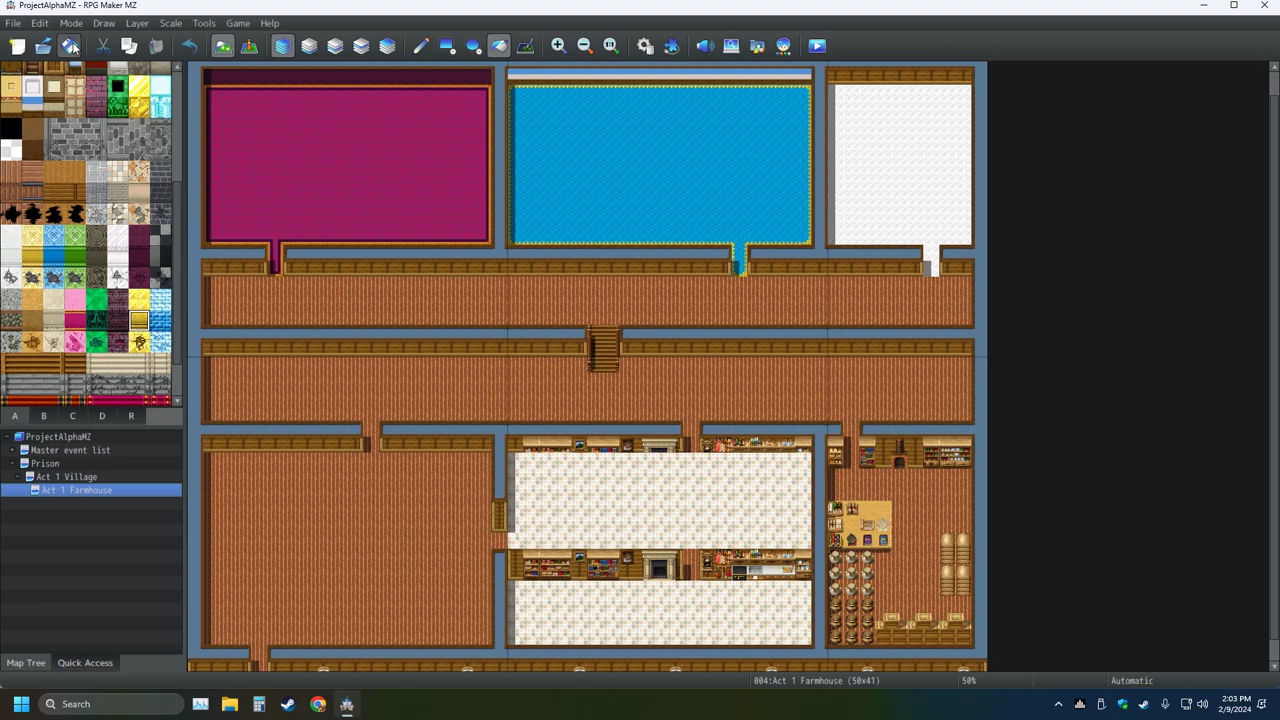 ProjectAlphaMZ - RPG Maker MZ
File Edit Mode Draw Layer Scale Tools Game Help
A B C D R
ProjectAlphaMZ
Master event list
Prison
Act 1 Village
Act 1 Farmhouse
Map Tree Quick Access
004:Act 1 Farmhouse (50x41) 50% Automatic
Search
2:03 PM
2/9/2024